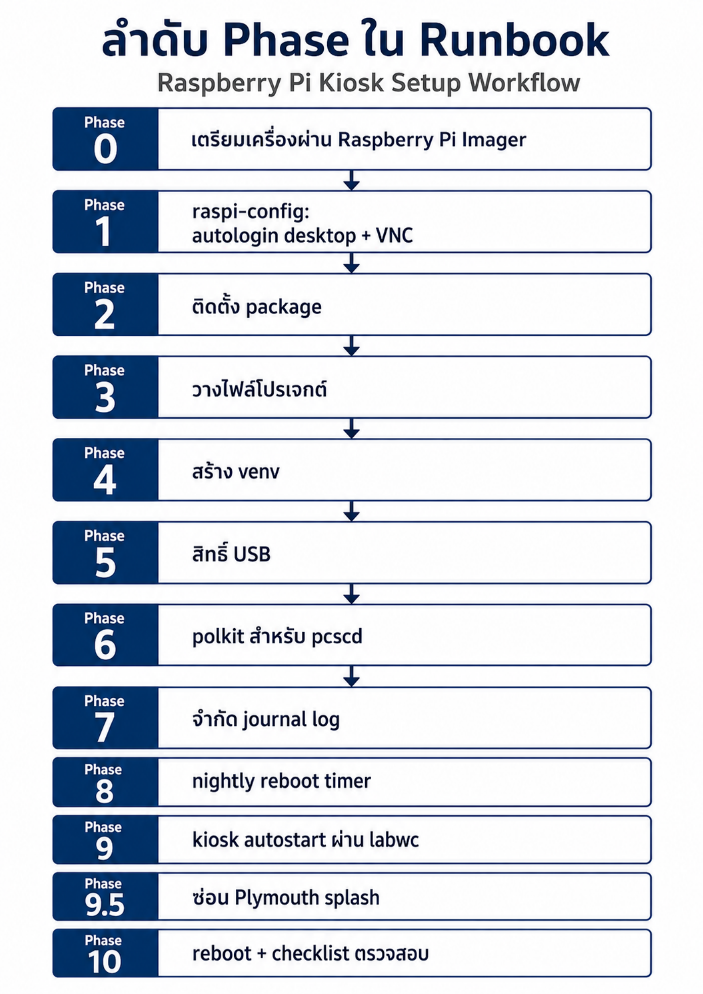 ลำดับ Phase ใน Runbook
Raspberry Pi Kiosk Setup Workflow
Phase
0
เตรียมเครื่องผ่าน Raspberry Pi Imager
Phase
1
raspi-config:
autologin desktop + VNC
Phase
2
ติดตั้ง package
Phase
3
วางไฟล์โปรเจกต์
Phase
4
สร้าง venv
Phase
5
สิทธิ์ USB
Phase
6
polkit สำหรับ pcscd
Phase
7
จำกัด journal log
Phase
8
nightly reboot timer
Phase
9
kiosk autostart ผ่าน labwc
Phase
9.5
ซ่อน Plymouth splash
Phase
10
reboot + checklist ตรวจสอบ